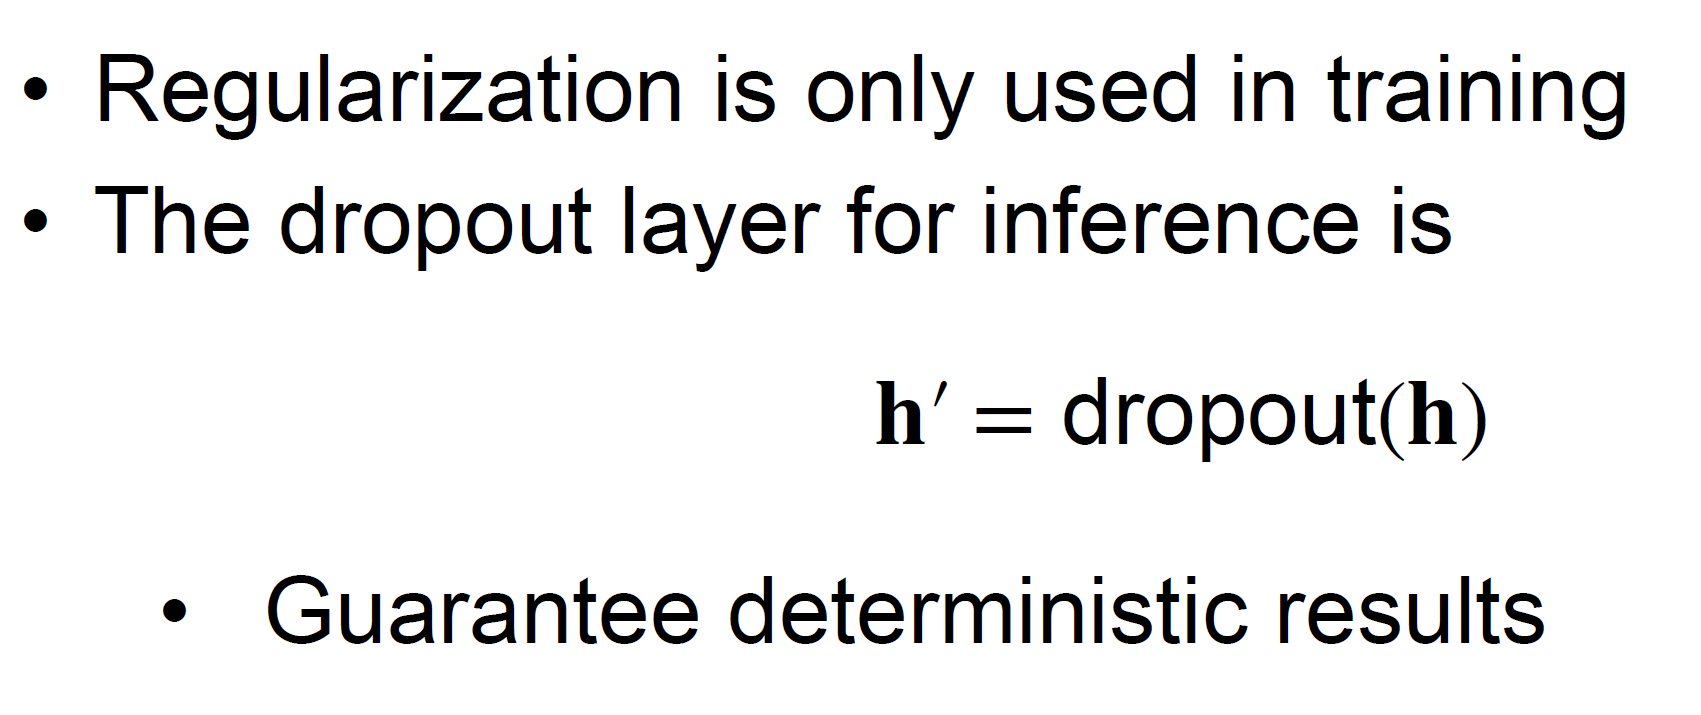 • Regularization is only used in training
• The dropout layer for inference is
h′ = dropout(h)
• Guarantee deterministic results